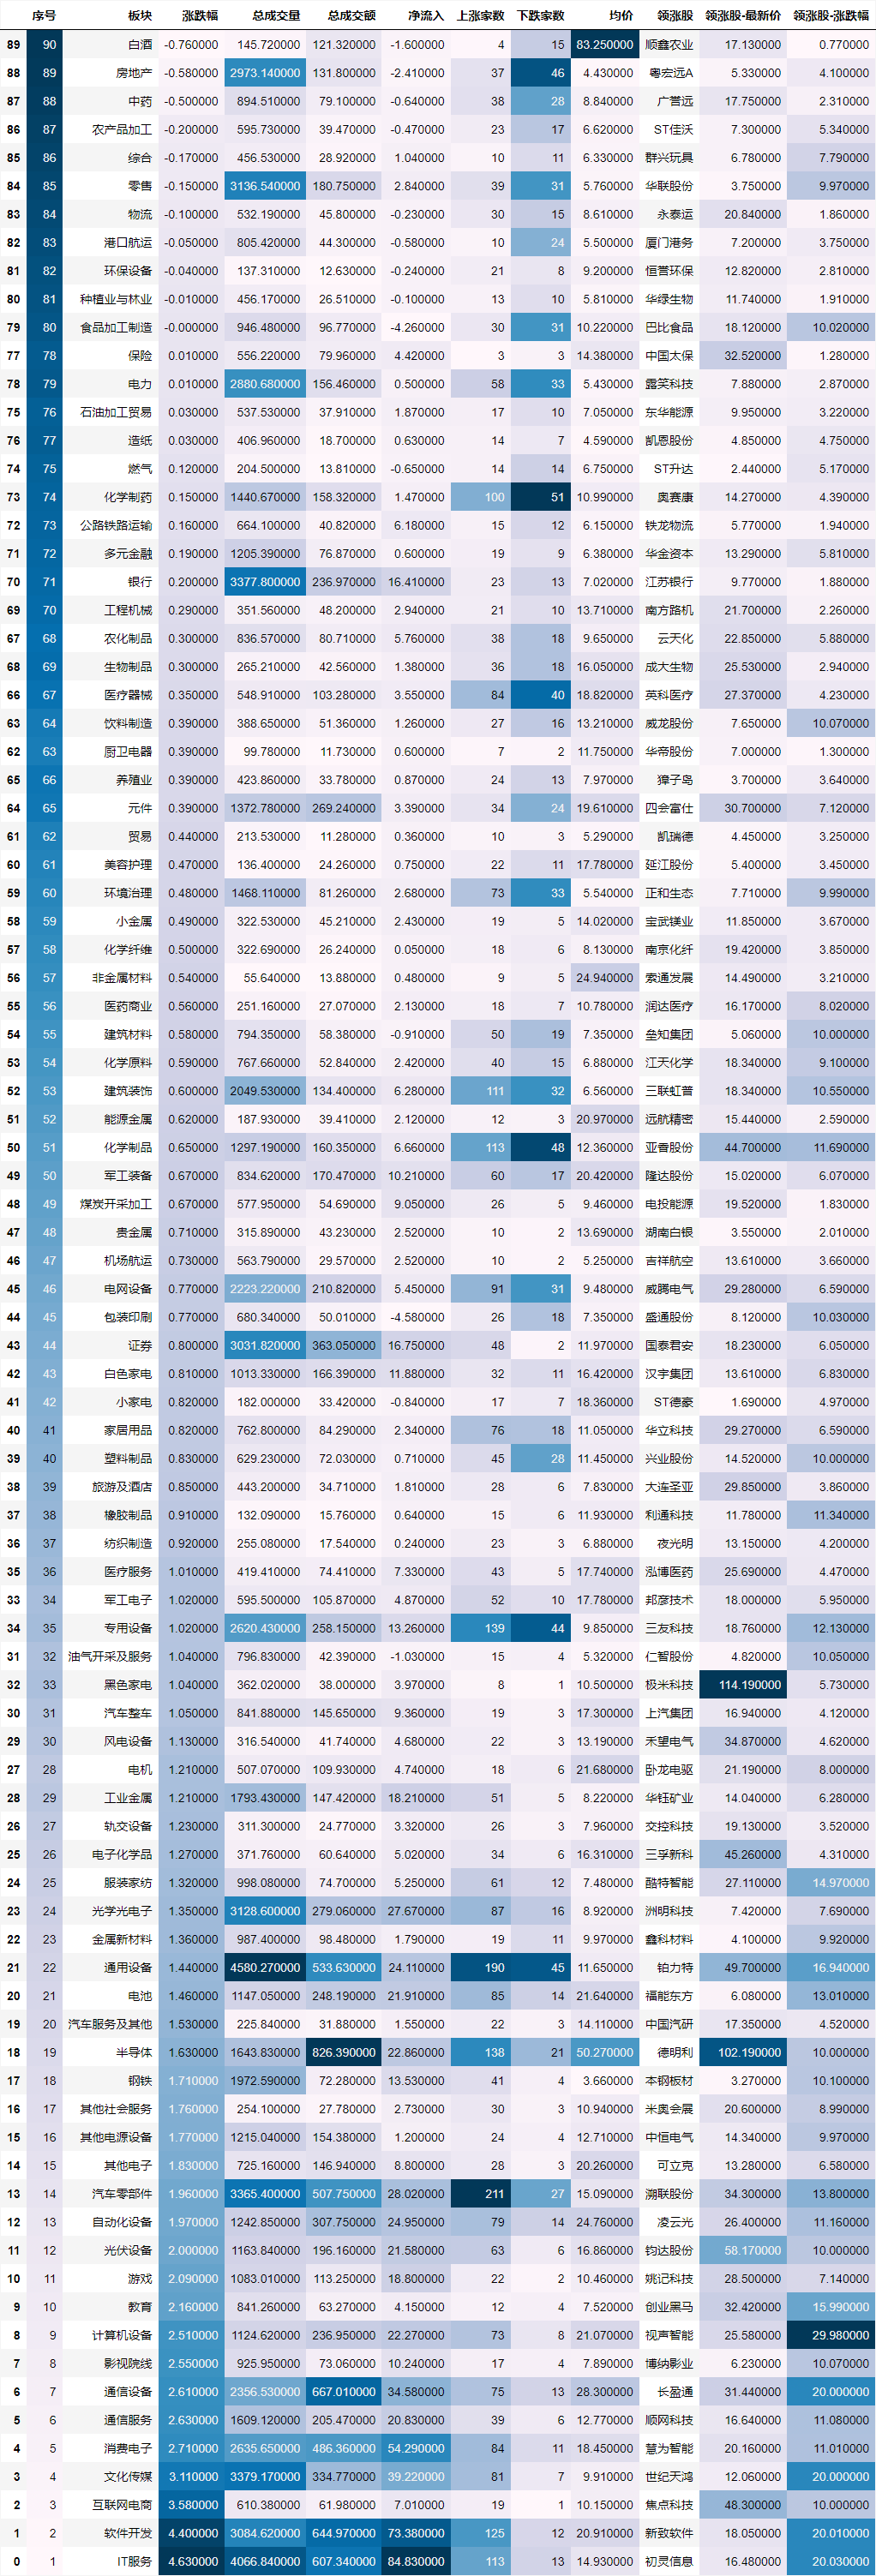 序号 板块 涨跌幅 总成交量 总成交额 净流入 上涨家数 下跌家数 均价 领涨股 领涨股-最新价 领涨股-涨跌幅
89 90 白酒 -0.760000 145.720000 121.320000 -1.600000 4 15 83.250000 顺鑫农业 17.130000 0.770000
88 89 房地产 -0.580000 2973.140000 131.800000 -2.410000 37 46 4.430000 粤宏远A 5.330000 4.100000
87 88 中药 -0.500000 894.510000 79.100000 -0.640000 38 28 8.840000 广誉远 17.750000 2.310000
86 87 农产品加工 -0.200000 595.730000 39.470000 -0.470000 23 17 6.620000 ST佳沃 7.300000 5.340000
85 86 综合 -0.170000 456.530000 28.920000 1.040000 10 11 6.330000 群兴玩具 6.780000 7.790000
84 85 零售 -0.150000 3136.540000 180.750000 2.840000 39 31 5.760000 华联股份 3.750000 9.970000
83 84 物流 -0.100000 532.190000 45.800000 -0.230000 30 15 8.610000 永泰运 20.840000 1.860000
82 83 港口航运 -0.050000 805.420000 44.300000 -0.580000 10 24 5.500000 厦门港务 7.200000 3.750000
81 82 环保设备 -0.040000 137.310000 12.630000 -0.240000 21 8 9.200000 恒誉环保 12.820000 2.810000
80 81 种植业与林业 -0.010000 456.170000 26.510000 -0.100000 13 10 5.810000 华绿生物 11.740000 1.910000
79 80 食品加工制造 -0.000000 946.480000 96.770000 -4.260000 30 31 10.220000 巴比食品 18.120000 10.020000
77 78 保险 0.010000 556.220000 79.960000 4.420000 3 3 14.380000 中国太保 32.520000 1.280000
78 79 电力 0.010000 2880.680000 156.460000 0.500000 58 33 5.430000 露笑科技 7.880000 2.870000
75 76 石油加工贸易 0.030000 537.530000 37.910000 1.870000 17 10 7.050000 东华能源 9.950000 3.220000
76 77 造纸 0.030000 406.960000 18.700000 0.630000 14 7 4.590000 凯恩股份 4.850000 4.750000
74 75 燃气 0.120000 204.500000 13.810000 -0.650000 14 14 6.750000 ST升达 2.440000 5.170000
73 74 化学制药 0.150000 1440.670000 158.320000 1.470000 100 51 10.990000 奥赛康 14.270000 4.390000
72 73 公路铁路运输 0.160000 664.100000 40.820000 6.180000 15 12 6.150000 铁龙物流 5.770000 1.940000
71 72 多元金融 0.190000 1205.390000 76.870000 0.600000 19 9 6.380000 华金资本 13.290000 5.810000
70 71 银行 0.200000 3377.800000 236.970000 16.410000 23 13 7.020000 江苏银行 9.770000 1.880000
69 70 工程机械 0.290000 351.560000 48.200000 2.940000 21 10 13.710000 南方路机 21.700000 2.260000
67 68 农化制品 0.300000 836.570000 80.710000 5.760000 38 18 9.650000 云天化 22.850000 5.880000
68 69 生物制品 0.300000 265.210000 42.560000 1.380000 36 18 16.050000 成大生物 25.530000 2.940000
66 67 医疗器械 0.350000 548.910000 103.280000 3.550000 84 40 18.820000 英科医疗 27.370000 4.230000
63 64 饮料制造 0.390000 388.650000 51.360000 1.260000 27 16 13.210000 威龙股份 7.650000 10.070000
62 63 厨卫电器 0.390000 99.780000 11.730000 0.600000 7 2 11.750000 华帝股份 7.000000 1.300000
65 66 养殖业 0.390000 423.860000 33.780000 0.870000 24 13 7.970000 獐子岛 3.700000 3.640000
64 65 元件 0.390000 1372.780000 269.240000 3.390000 34 24 19.610000 四会富仕 30.700000 7.120000
61 62 贸易 0.440000 213.530000 11.280000 0.360000 10 3 5.290000 凯瑞德 4.450000 3.250000
60 61 美容护理 0.470000 136.400000 24.260000 0.750000 22 11 17.780000 延江股份 5.400000 3.450000
59 60 环境治理 0.480000 1468.110000 81.260000 2.680000 73 33 5.540000 正和生态 7.710000 9.990000
58 59 小金属 0.490000 322.530000 45.210000 2.430000 19 5 14.020000 宝武镁业 11.850000 3.670000
57 58 化学纤维 0.500000 322.690000 26.240000 0.050000 18 6 8.130000 南京化纤 19.420000 3.850000
56 57 非金属材料 0.540000 55.640000 13.880000 0.480000 9 5 24.940000 索通发展 14.490000 3.210000
55 56 医药商业 0.560000 251.160000 27.070000 2.130000 18 7 10.780000 润达医疗 16.170000 8.020000
54 55 建筑材料 0.580000 794.350000 58.380000 -0.910000 50 19 7.350000 垒知集团 5.060000 10.000000
53 54 化学原料 0.590000 767.660000 52.840000 2.420000 40 15 6.880000 江天化学 18.340000 9.100000
52 53 建筑装饰 0.600000 2049.530000 134.400000 6.280000 111 32 6.560000 三联虹普 18.340000 10.550000
51 52 能源金属 0.620000 187.930000 39.410000 2.120000 12 3 20.970000 远航精密 15.440000 2.590000
50 51 化学制品 0.650000 1297.190000 160.350000 6.660000 113 48 12.360000 亚香股份 44.700000 11.690000
49 50 军工装备 0.670000 834.620000 170.470000 10.210000 60 17 20.420000 隆达股份 15.020000 6.070000
48 49 煤炭开采加工 0.670000 577.950000 54.690000 9.050000 26 5 9.460000 电投能源 19.520000 1.830000
47 48 贵金属 0.710000 315.890000 43.230000 2.520000 10 2 13.690000 湖南白银 3.550000 2.010000
46 47 机场航运 0.730000 563.790000 29.570000 2.520000 10 2 5.250000 吉祥航空 13.610000 3.660000
45 46 电网设备 0.770000 2223.220000 210.820000 5.450000 91 31 9.480000 威腾电气 29.280000 6.590000
44 45 包装印刷 0.770000 680.340000 50.010000 -4.580000 26 18 7.350000 盛通股份 8.120000 10.030000
43 44 证券 0.800000 3031.820000 363.050000 16.750000 48 2 11.970000 国泰君安 18.230000 6.050000
42 43 白色家电 0.810000 1013.330000 166.390000 11.880000 32 11 16.420000 汉宇集团 13.610000 6.830000
41 42 小家电 0.820000 182.000000 33.420000 -0.840000 17 7 18.360000 ST德豪 1.690000 4.970000
40 41 家居用品 0.820000 762.800000 84.290000 2.340000 76 18 11.050000 华立科技 29.270000 6.590000
39 40 塑料制品 0.830000 629.230000 72.030000 0.710000 45 28 11.450000 兴业股份 14.520000 10.000000
38 39 旅游及酒店 0.850000 443.200000 34.710000 1.810000 28 6 7.830000 大连圣亚 29.850000 3.860000
37 38 橡胶制品 0.910000 132.090000 15.760000 0.640000 15 6 11.930000 利通科技 11.780000 11.340000
36 37 纺织制造 0.920000 255.080000 17.540000 0.240000 23 3 6.880000 夜光明 13.150000 4.200000
35 36 医疗服务 1.010000 419.410000 74.410000 7.330000 43 5 17.740000 泓博医药 25.690000 4.470000
33 34 军工电子 1.020000 595.500000 105.870000 4.870000 52 10 17.780000 邦彦技术 18.000000 5.950000
34 35 专用设备 1.020000 2620.430000 258.150000 13.260000 139 44 9.850000 三友科技 18.760000 12.130000
31 32 油气开采及服务 1.040000 796.830000 42.390000 -1.030000 15 4 5.320000 仁智股份 4.820000 10.050000
32 33 黑色家电 1.040000 362.020000 38.000000 3.970000 8 1 10.500000 极米科技 114.190000 5.730000
30 31 汽车整车 1.050000 841.880000 145.650000 9.360000 19 3 17.300000 上汽集团 16.940000 4.120000
29 30 风电设备 1.130000 316.540000 41.740000 4.680000 22 3 13.190000 禾望电气 34.870000 4.620000
27 28 电机 1.210000 507.070000 109.930000 4.740000 18 6 21.680000 卧龙电驱 21.190000 8.000000
28 29 工业金属 1.210000 1793.430000 147.420000 18.210000 51 5 8.220000 华钰矿业 14.040000 6.280000
26 27 轨交设备 1.230000 311.300000 24.770000 3.320000 26 3 7.960000 交控科技 19.130000 3.520000
25 26 电子化学品 1.270000 371.760000 60.640000 5.020000 34 6 16.310000 三孚新科 45.260000 4.310000
24 25 服装家纺 1.320000 998.080000 74.700000 5.250000 61 12 7.480000 酷特智能 27.110000 14.970000
23 24 光学光电子 1.350000 3128.600000 279.060000 27.670000 87 16 8.920000 洲明科技 7.420000 7.690000
22 23 金属新材料 1.360000 987.400000 98.480000 1.790000 19 11 9.970000 鑫科材料 4.100000 9.920000
21 22 通用设备 1.440000 4580.270000 533.630000 24.110000 190 45 11.650000 铂力特 49.700000 16.940000
20 21 电池 1.460000 1147.050000 248.190000 21.910000 85 14 21.640000 福能东方 6.080000 13.010000
19 20 汽车服务及其他 1.530000 225.840000 31.880000 1.550000 22 3 14.110000 中国汽研 17.350000 4.520000
18 19 半导体 1.630000 1643.830000 826.390000 22.860000 138 21 50.270000 德明利 102.190000 10.000000
17 18 钢铁 1.710000 1972.590000 72.280000 13.530000 41 4 3.660000 本钢板材 3.270000 10.100000
16 17 其他社会服务 1.760000 254.100000 27.780000 2.730000 30 3 10.940000 米奥会展 20.600000 8.990000
15 16 其他电源设备 1.770000 1215.040000 154.380000 1.200000 24 4 12.710000 中恒电气 14.340000 9.970000
14 15 其他电子 1.830000 725.160000 146.940000 8.800000 28 3 20.260000 可立克 13.280000 6.580000
13 14 汽车零部件 1.960000 3365.400000 507.750000 28.020000 211 27 15.090000 溯联股份 34.300000 13.800000
12 13 自动化设备 1.970000 1242.850000 307.750000 24.950000 79 14 24.760000 凌云光 26.400000 11.160000
11 12 光伏设备 2.000000 1163.840000 196.160000 21.580000 63 6 16.860000 钧达股份 58.170000 10.000000
10 11 游戏 2.090000 1083.010000 113.250000 18.800000 22 2 10.460000 姚记科技 28.500000 7.140000
9 10 教育 2.160000 841.260000 63.270000 4.150000 12 4 7.520000 创业黑马 32.420000 15.990000
8 9 计算机设备 2.510000 1124.620000 236.950000 22.270000 73 8 21.070000 视声智能 25.580000 29.980000
7 8 影视院线 2.550000 925.950000 73.060000 10.240000 17 4 7.890000 博纳影业 6.230000 10.070000
6 7 通信设备 2.610000 2356.530000 667.010000 34.580000 75 13 28.300000 长盈通 31.440000 20.000000
5 6 通信服务 2.630000 1609.120000 205.470000 20.830000 39 6 12.770000 顺网科技 16.640000 11.080000
4 5 消费电子 2.710000 2635.650000 486.360000 54.290000 84 11 18.450000 慧为智能 20.160000 11.010000
3 4 文化传媒 3.110000 3379.170000 334.770000 39.220000 81 7 9.910000 世纪天鸿 12.060000 20.000000
2 3 互联网电商 3.580000 610.380000 61.980000 7.010000 19 1 10.150000 焦点科技 48.300000 10.000000
1 2 软件开发 4.400000 3084.620000 644.970000 73.380000 125 12 20.910000 新致软件 18.050000 20.010000
0 1 IT服务 4.630000 4066.840000 607.340000 84.830000 113 13 14.930000 初灵信息 16.480000 20.030000